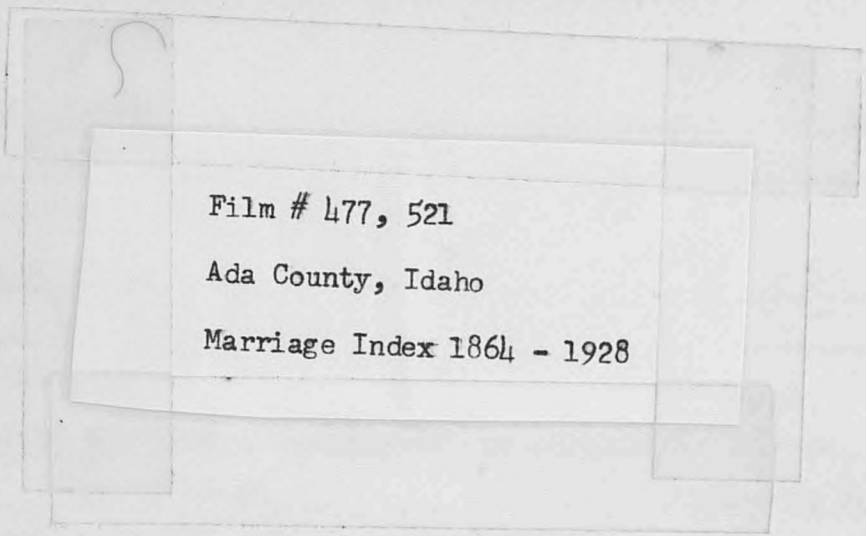 Film # 477, 521
Ada County, Idaho
Marriage Index 1864 - 1928